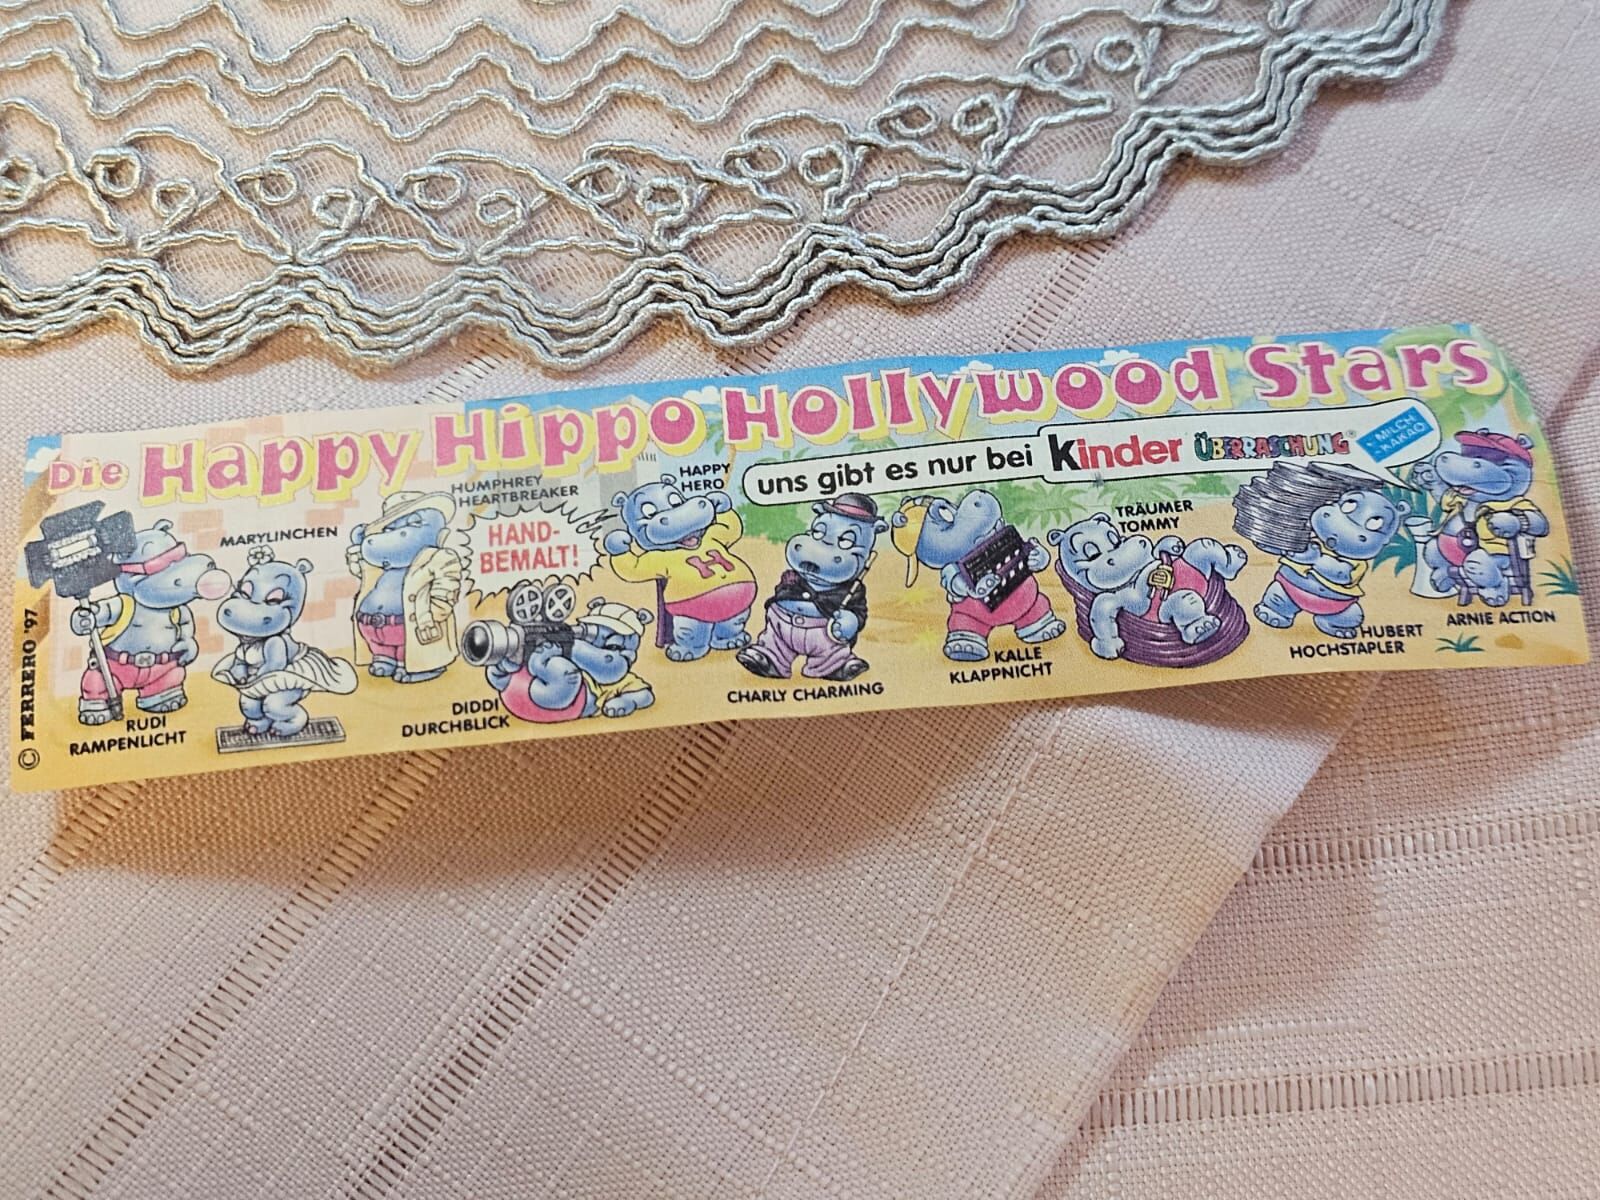 Die Happy Hippo Hollywood Stars
uns gibt es nur bei Kinder ÜBERRASCHUNG®
+ MILCH
- KAKAO
© FERRERO '97
RUDI
RAMPENLICHT
MARYLINCHEN
HUMPHREY
HEARTBREAKER
HAND-
BEMALT!
DIDDI
DURCHBLICK
HAPPY
HERO
H
CHARLY CHARMING
KALLE
KLAPPNICHT
TRÄUMER
TOMMY
HUBERT
HOCHSTAPLER
ARNIE ACTION